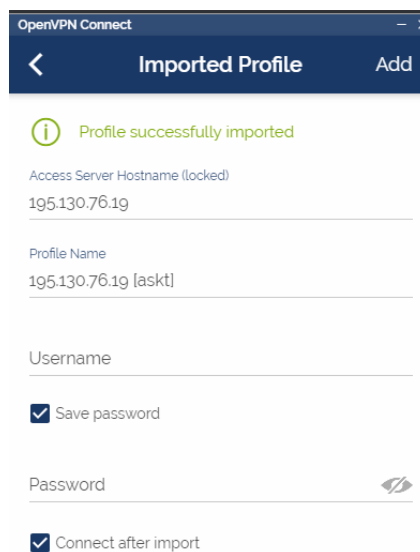 OpenVPN Connect
Imported Profile
Add
Profile successfully imported
Access Server Hostname (locked)
195.130.76.19
Profile Name
195.130.76.19 [askt]
Username
Save password
Password
Connect after import